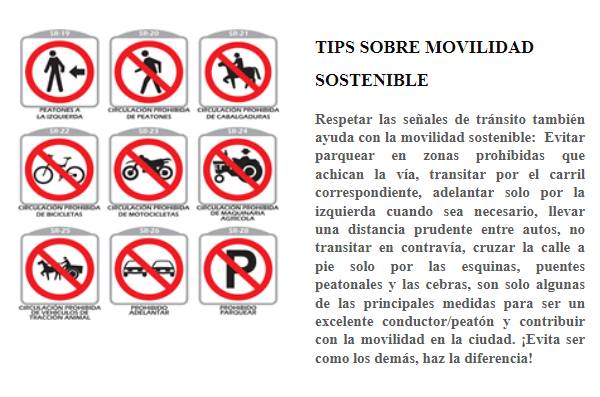 SR-19
SR-20
SR-21
PEATONES A
LA IZQUIERDA
CIRCULACIÓN PROHIBIDA
DE PEATONES
CIRCULACIÓN PROHIBIDA
DE CABALGADURAS
SR-22
SR-23
SR-24
CIRCULACIÓN PROHIBIDA
DE BICICLETAS
CIRCULACIÓN PROHIBIDA
DE MOTOCICLETAS
CIRCULACIÓN PROHIBIDA
DE MAQUINARIA
AGRÍCOLA
SR-25
SR-26
SR-28
P
CIRCULACIÓN PROHIBIDA
DE VEHÍCULOS DE
TRACCIÓN ANIMAL
PROHIBIDO
ADELANTAR
PROHIBIDO
PARQUEAR
TIPS SOBRE MOVILIDAD
SOSTENIBLE
Respetar las señales de tránsito también
ayuda con la movilidad sostenible: Evitar
parquear en zonas prohibidas que
achican la vía, transitar por el carril
correspondiente, adelantar solo por la
izquierda cuando sea necesario, llevar
una distancia prudente entre autos, no
transitar en contravía, cruzar la calle a
pie solo por las esquinas, puentes
peatonales y las cebras, son solo algunas
de las principales medidas para ser un
excelente conductor/peatón y contribuir
con la movilidad en la ciudad. ¡Evita ser
como los demás, haz la diferencia!